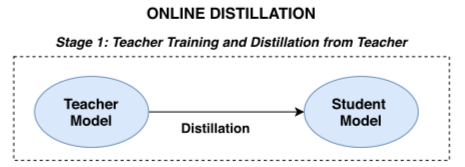 ONLINE DISTILLATION
Stage 1: Teacher Training and Distillation from Teacher
Teacher
Model
Distillation
Student
Model